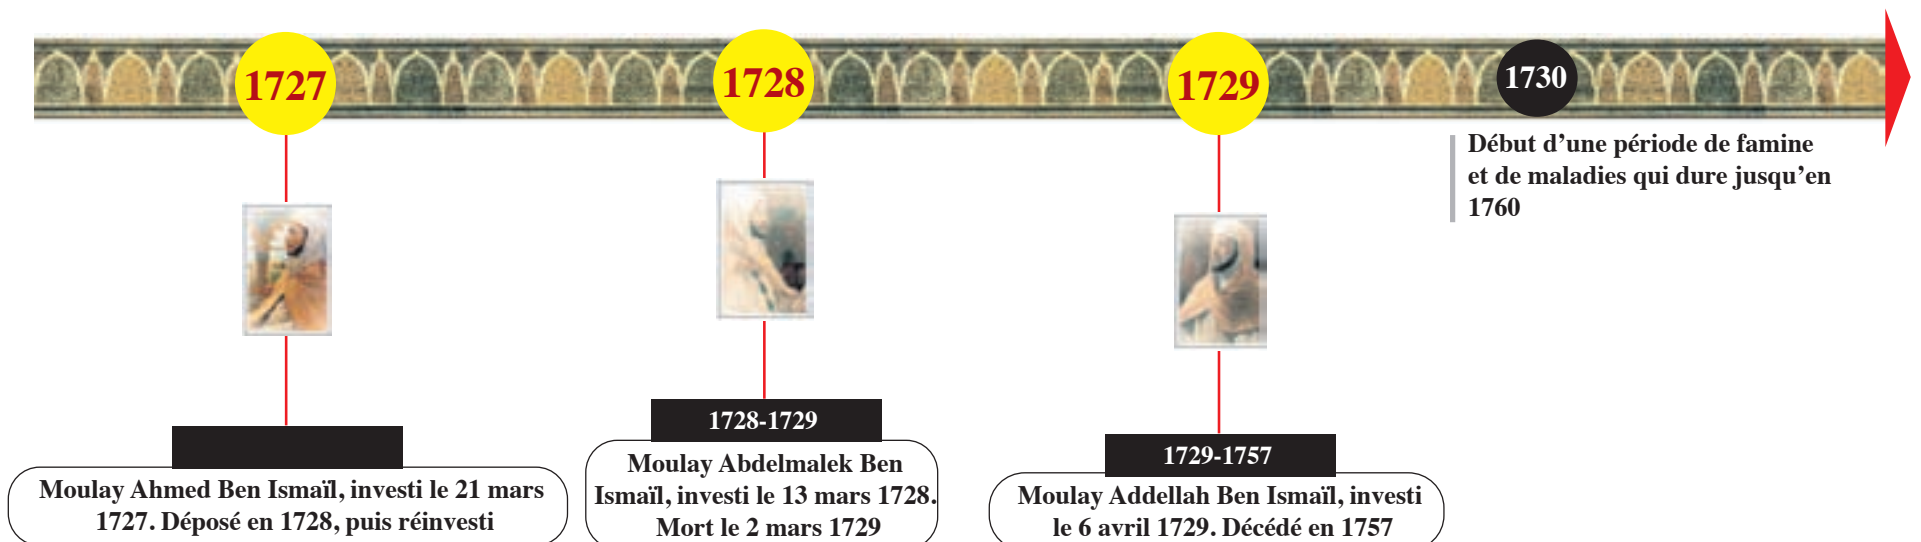 1727
1728
1729
1730
Début d’une période de famine
et de maladies qui dure jusqu’en
1760
Moulay Ahmed Ben Ismaïl, investi le 21 mars
1727. Déposé en 1728, puis réinvesti
1728-1729
Moulay Abdelmalek Ben
Ismaïl, investi le 13 mars 1728.
Mort le 2 mars 1729
1729-1757
Moulay Addellah Ben Ismaïl, investi
le 6 avril 1729. Décédé en 1757